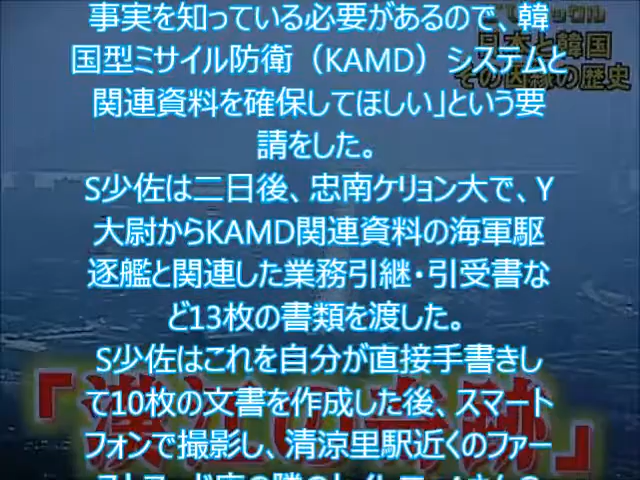 事実を知っている必要があるので、韓
国型ミサイル防衛（KAMD）システムと
関連資料を確保してほしい」という要
請をした。
S少佐は二日後、忠南ケリョン大で、Y
大尉からKAMD関連資料の海軍駆
逐艦と関連した業務引継・引受書な
ど13枚の書類を渡した。
S少佐はこれを自分が直接手書きし
て10枚の文書を作成した後、スマート
フォンで撮影し、清涼里駅近くのファー
日本と韓国
その因縁の歴史
「漢江の奇跡」